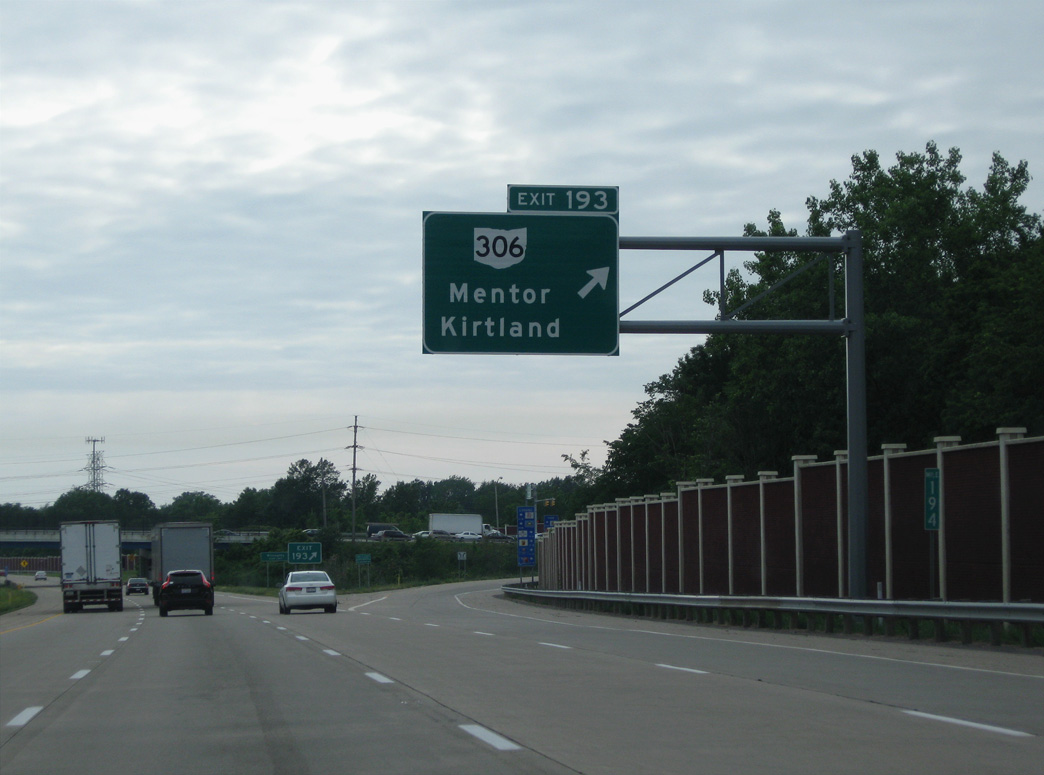 EXIT 193
306
Mentor
Kirtland
EXIT
193
194